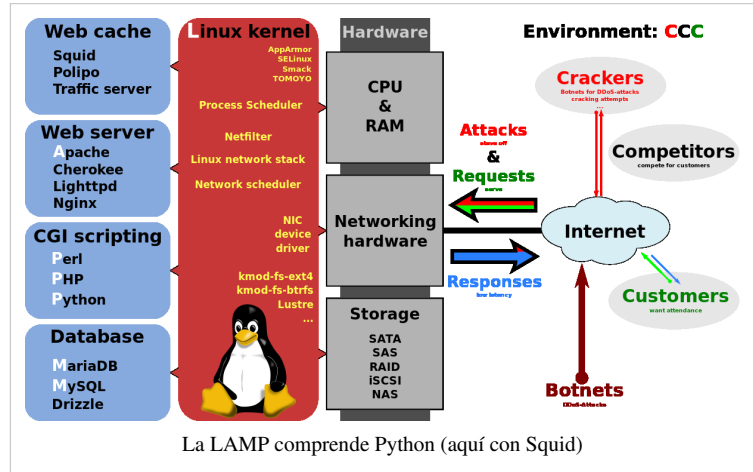 Web cache
Squid
Polipo
Traffic server
Web server
Apache
Cherokee
Lighttpd
Nginx
CGI scripting
Perl
PHP
Python
Database
MariaDB
MySQL
Drizzle
Linux kernel
AppArmor
SELinux
Smack
TOMOYO
Process Scheduler
Netfilter
Linux network stack
Network scheduler
NIC
device
driver
kmod-fs-ext4
kmod-fs-btrfs
Lustre
...
Hardware
CPU
&
RAM
Networking
hardware
Storage
SATA
SAS
RAID
iSCSI
NAS
Environment: CCC
Crackers
Botnets for DDoS-attacks
cracking attempts
...
Competitors
compete for customers
Attacks
stave off
&
Requests
serve
Internet
Responses
low latency
Customers
want attendance
Botnets
DDoS-Attacks
La LAMP comprende Python (aquí con Squid)